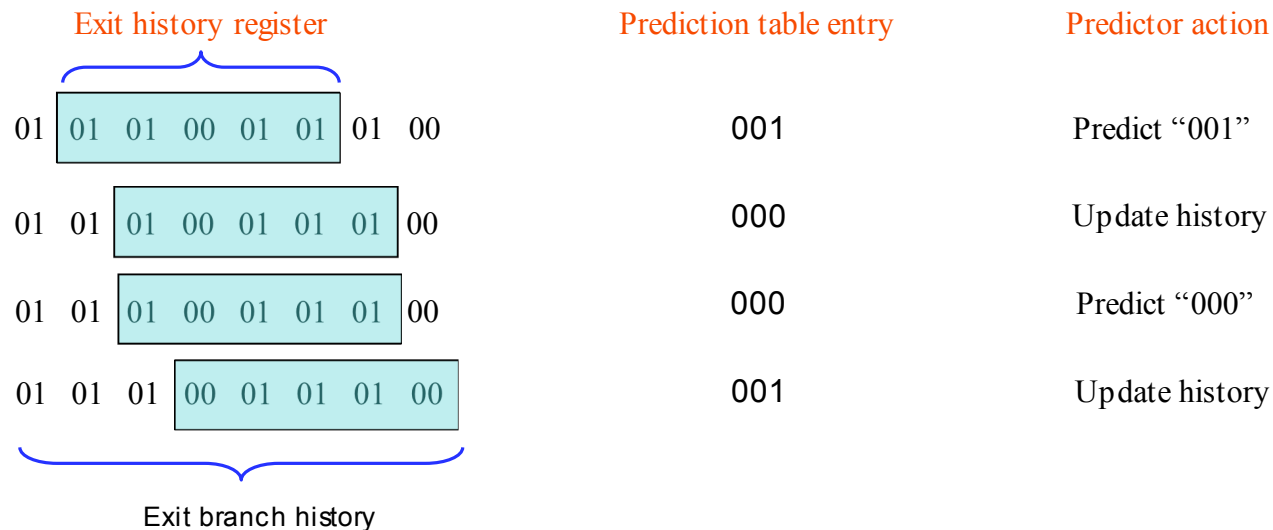 Exit history register Prediction table entry Predictor action
01 01 01 00 01 01 01 00 001 Predict “001”
01 01 01 00 01 01 01 00 000 Update history
01 01 01 00 01 01 01 00 000 Predict “000”
01 01 01 00 01 01 01 00 001 Update history
Exit branch history